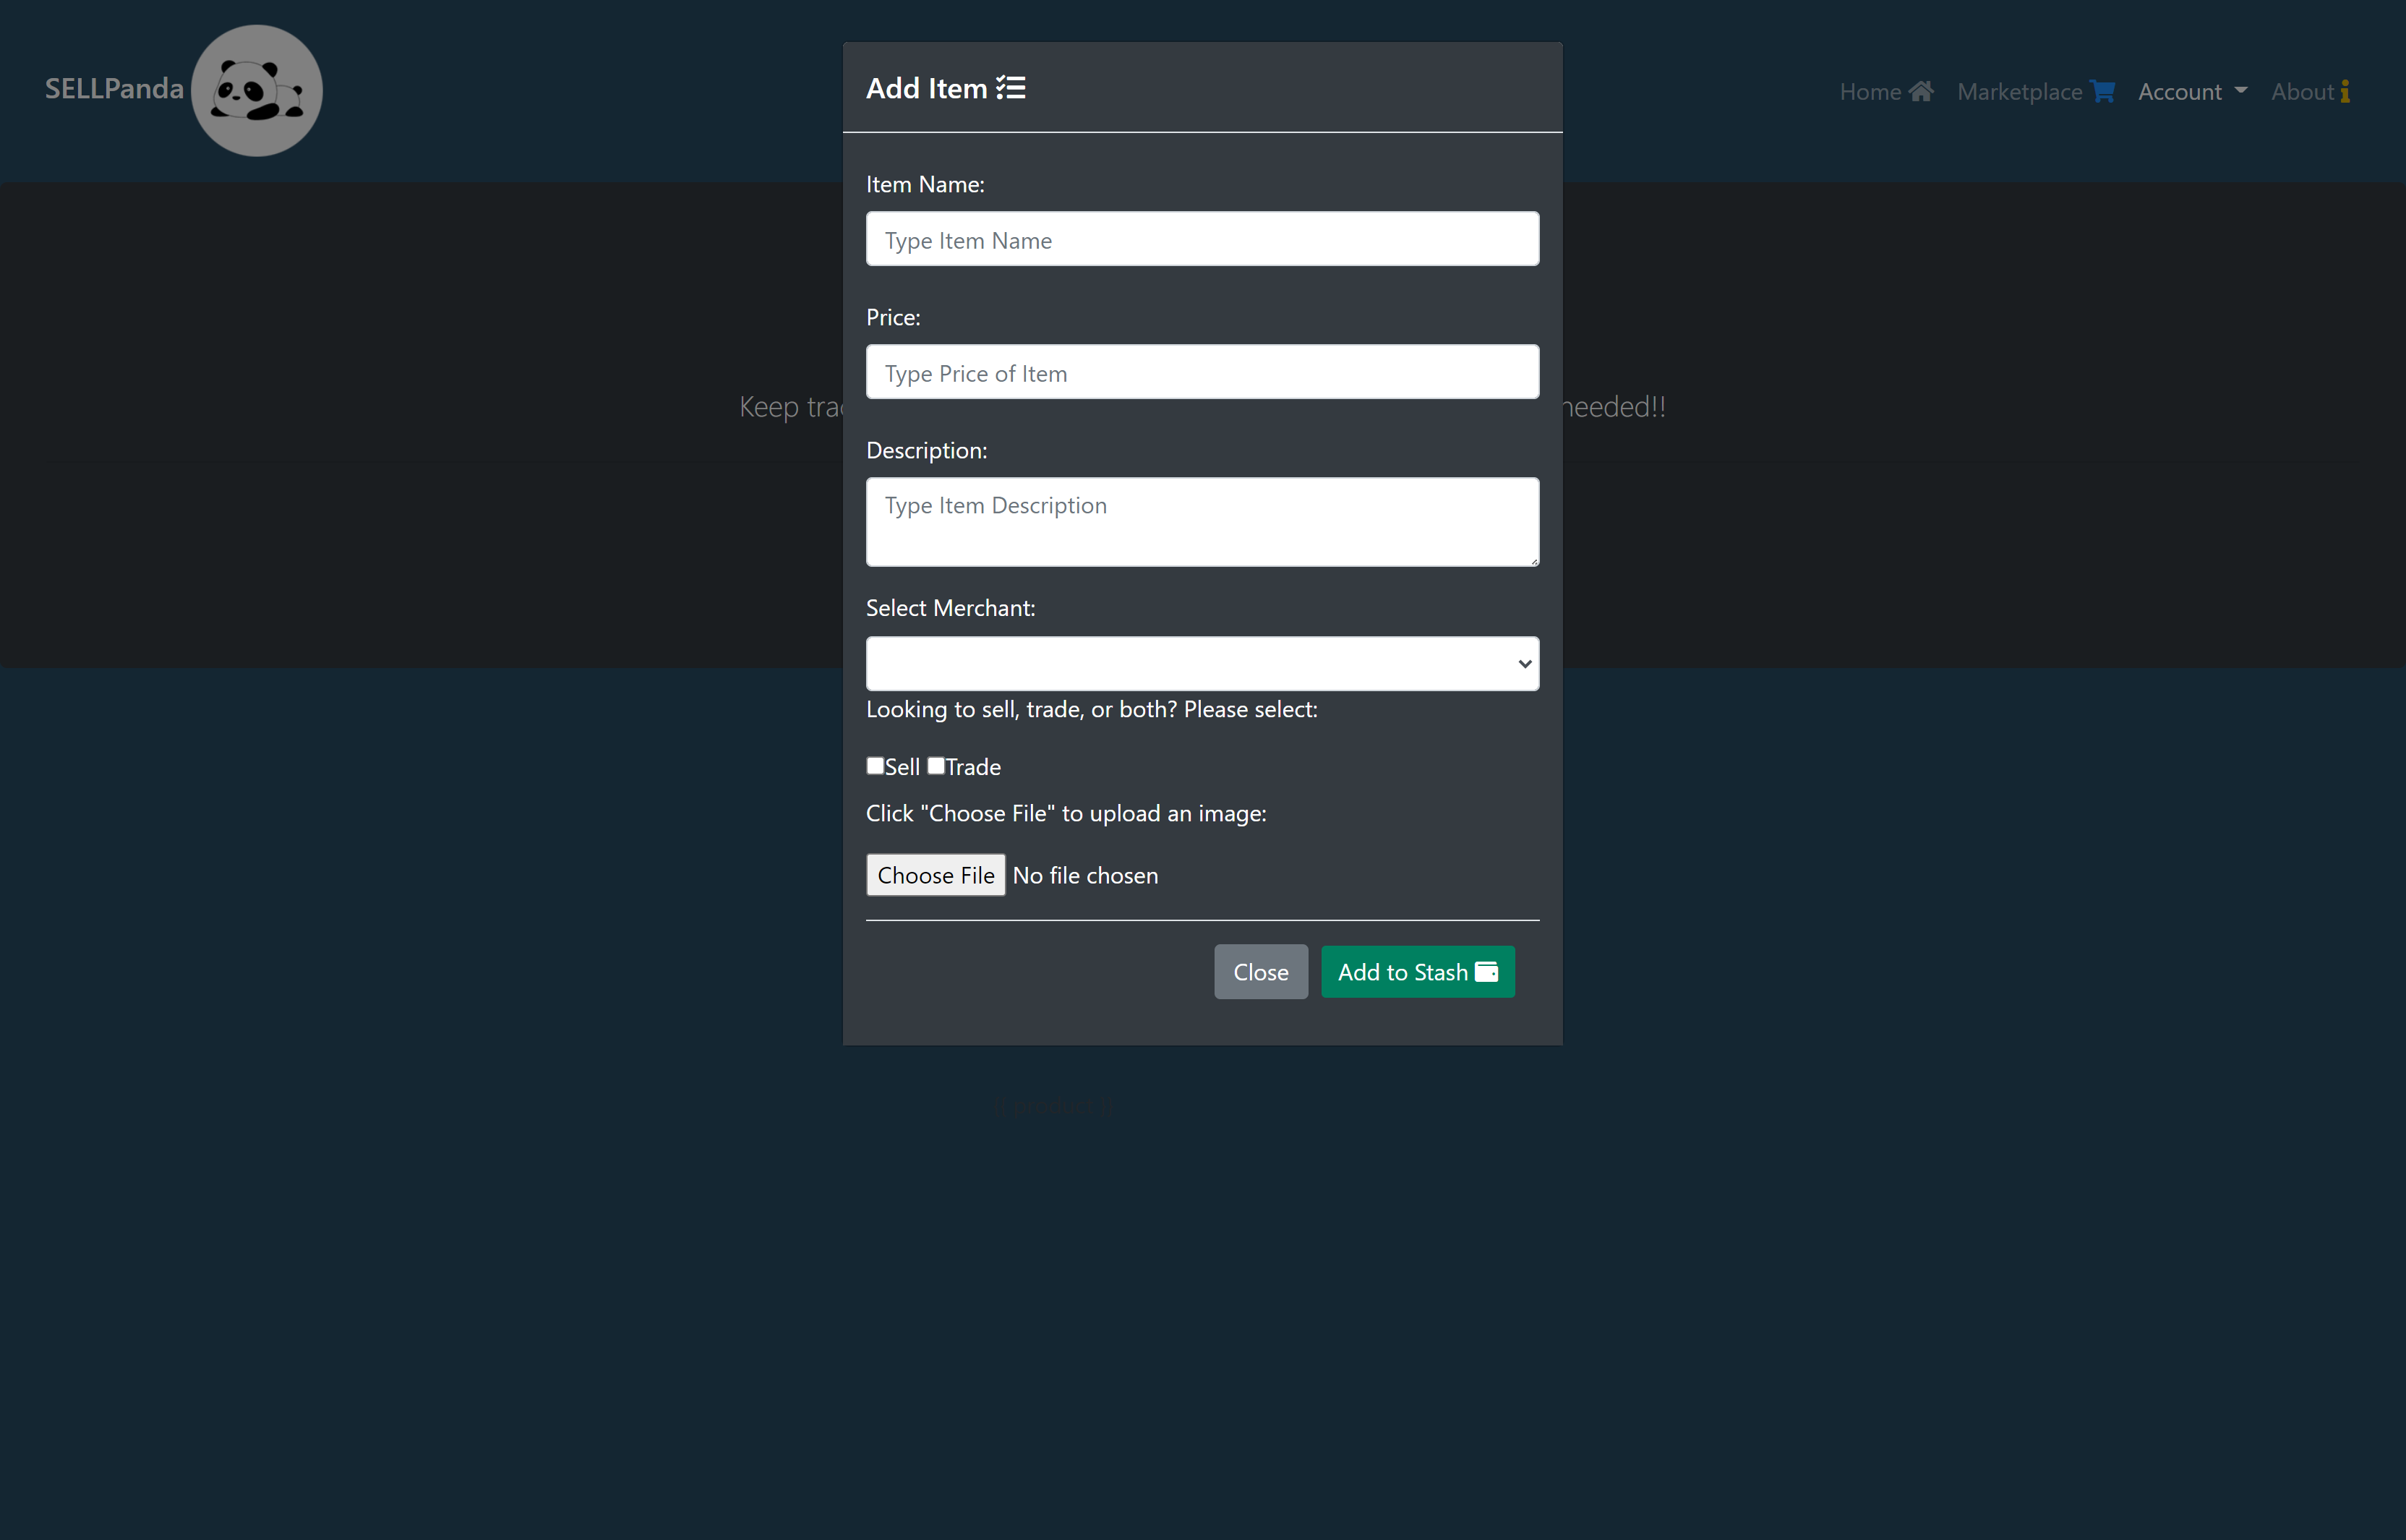 SELLPanda
Home Marketplace Account About
Add Item
Item Name:
Type Item Name
Price:
Type Price of Item
Keep needed!!
Description:
Type Item Description
Select Merchant:
Looking to sell, trade, or both? Please select:
Sell Trade
Click "Choose File" to upload an image:
Choose File No file chosen
Close Add to Stash